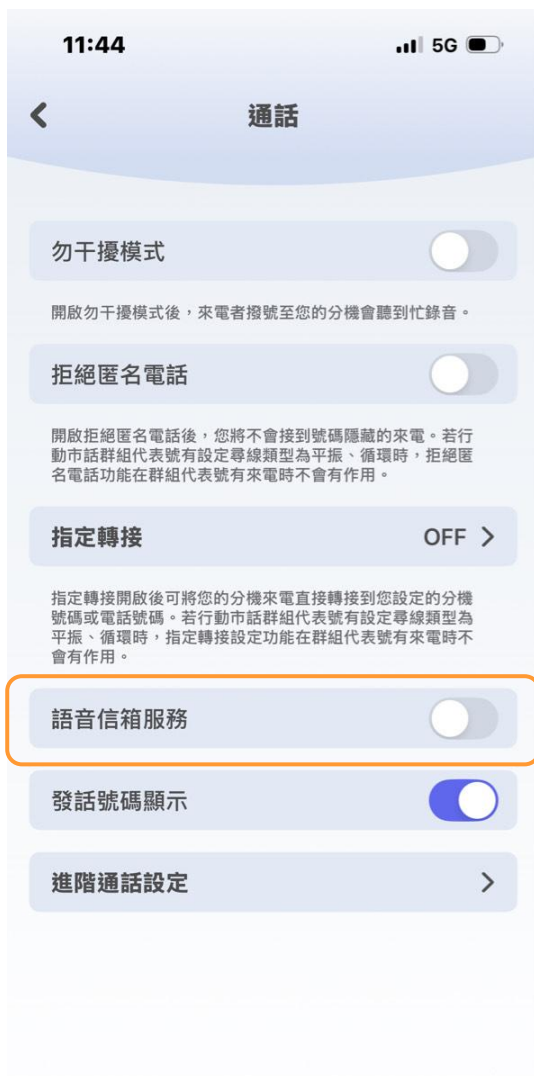 11:44 5G
通話
勿干擾模式
開啟勿干擾模式後，來電者撥號至您的分機會聽到忙錄音。
拒絕匿名電話
開啟拒絕匿名電話後，您將不會接到號碼隱藏的來電。若行
動市話群組代表號有設定尋線類型為平振、循環時，拒絕匿
名電話功能在群組代表號有來電時不會有作用。
指定轉接 OFF
指定轉接開啟後可將您的分機來電直接轉接到您設定的分機
號碼或電話號碼。若行動市話群組代表號有設定尋線類型為
平振、循環時，指定轉接設定功能在群組代表號有來電時不
會有作用。
語音信箱服務
發話號碼顯示
進階通話設定